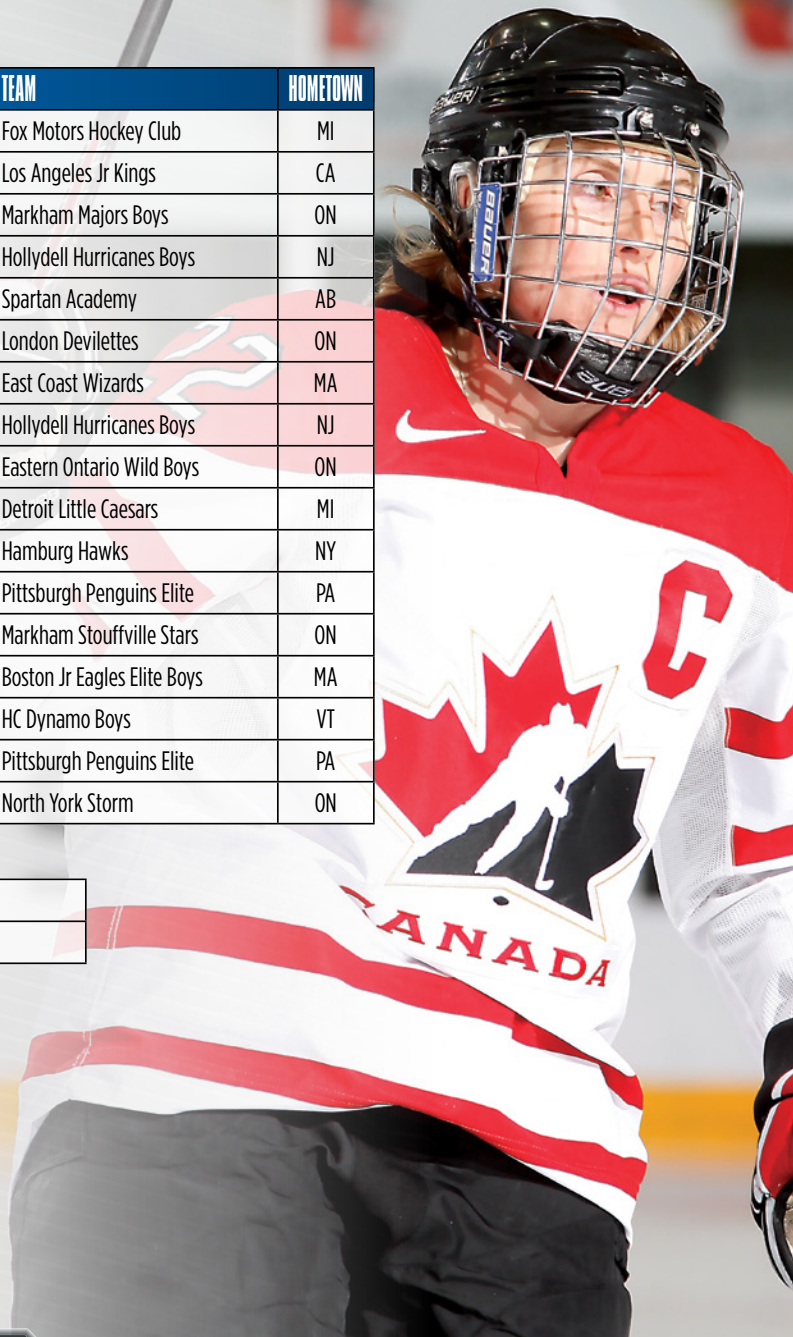 TEAM HOMETOWN
Fox Motors Hockey Club MI
Los Angeles Jr Kings CA
Markham Majors Boys ON
Hollydell Hurricanes Boys NJ
Spartan Academy AB
London Devilettes ON
East Coast Wizards MA
Hollydell Hurricanes Boys NJ
Eastern Ontario Wild Boys ON
Detroit Little Caesars MI
Hamburg Hawks NY
Pittsburgh Penguins Elite PA
Markham Stouffville Stars ON
Boston Jr Eagles Elite Boys MA
HC Dynamo Boys VT
Pittsburgh Penguins Elite PA
North York Storm ON
BAUER
22
C
CANADA